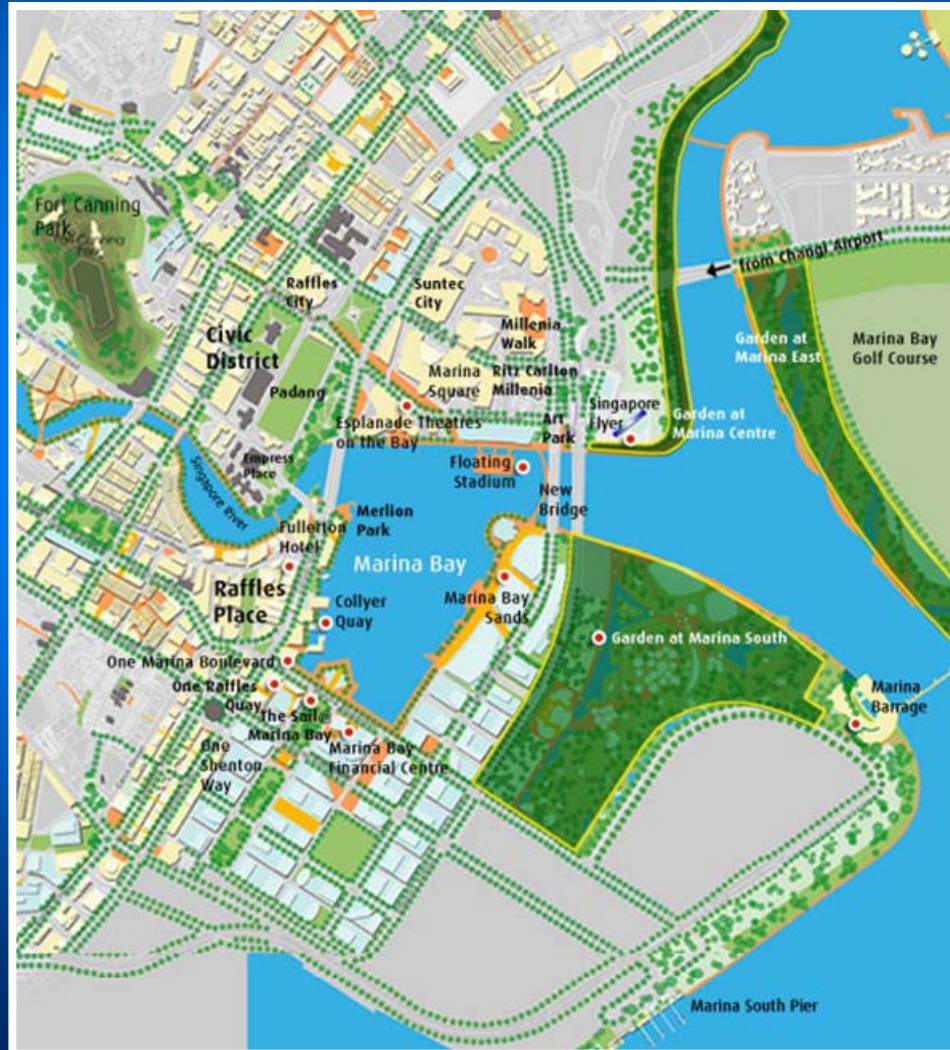 Fort Canning
Park
from Changi Airport
Raffles
City
Suntec
City
Millenia
Walk
Garden at
Marina East
Marina Bay
Golf Course
Civic
District
Marina
Square
Ritz Carlton
Millenia
Padang
Singapore
Flyer
Garden at
Marina Centre
Esplanade Theatres
on the Bay
Art
Park
Empress
Place
Floating
Stadium
Singapore River
New
Bridge
Merlion
Park
Fullerton
Hotel
Marina Bay
Raffles
Place
Collyer
Quay
Marina Bay
Sands
Garden at Marina South
One Marina Boulevard
One Raffles
Quay
The Sail@
Marina Bay
Marina
Barrage
One
Shenton
Way
Marina Bay
Financial Centre
Marina South Pier